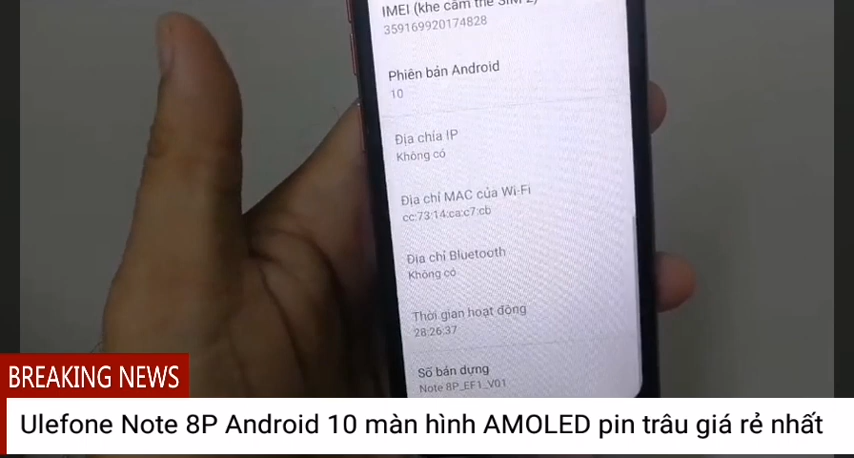 IMEI (khe cắm thẻ SIM 2)
359169920174828
Phiên bản Android
10
Địa chỉa IP
Không có
Địa chỉ MAC của Wi-Fi
cc:73:14:ca:c7:cb
Địa chỉ Bluetooth
Không có
Thời gian hoạt động
28:26:37
Số bản dựng
Note 8P_EF1_V01
BREAKING NEWS
Ulefone Note 8P Android 10 màn hình AMOLED pin trâu giá rẻ nhất